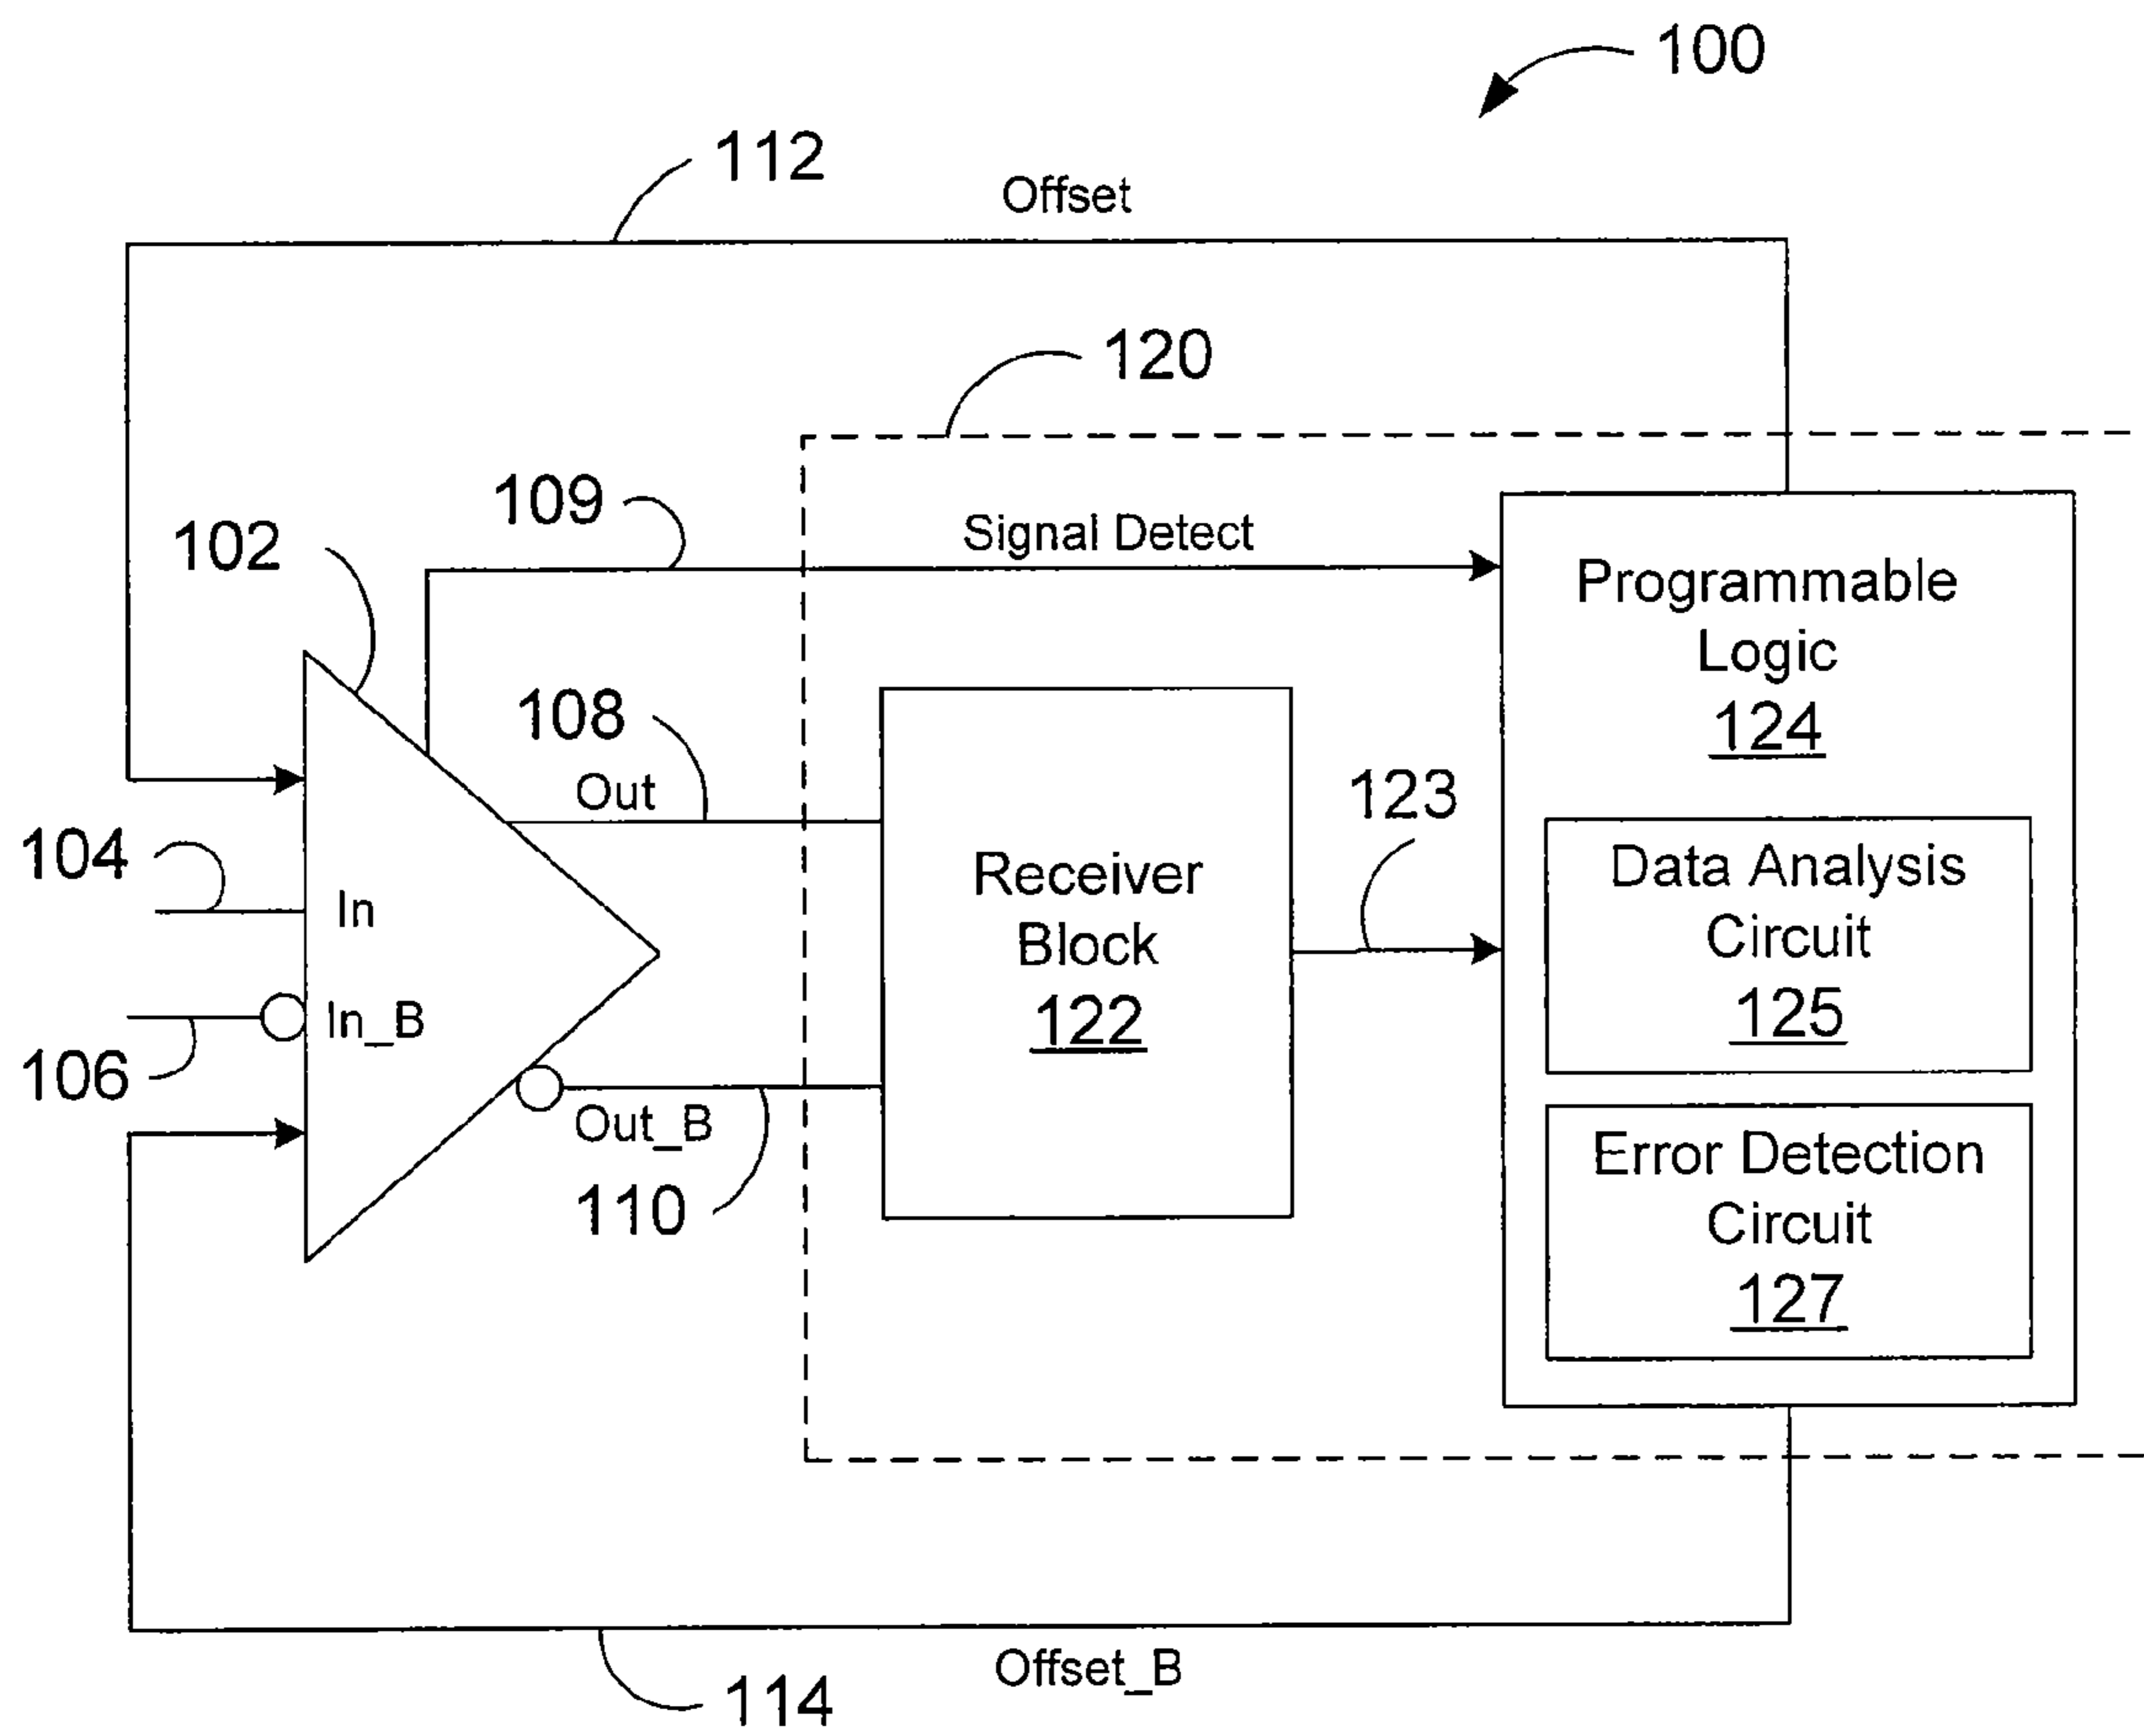 100
112
Offset
120
109
Signal Detect
102
Programmable
Logic
124
108
Out
123
104
In
Receiver
Block
122
Data Analysis
Circuit
125
In_B
106
Out_B
110
Error Detection
Circuit
127
Offset_B
114